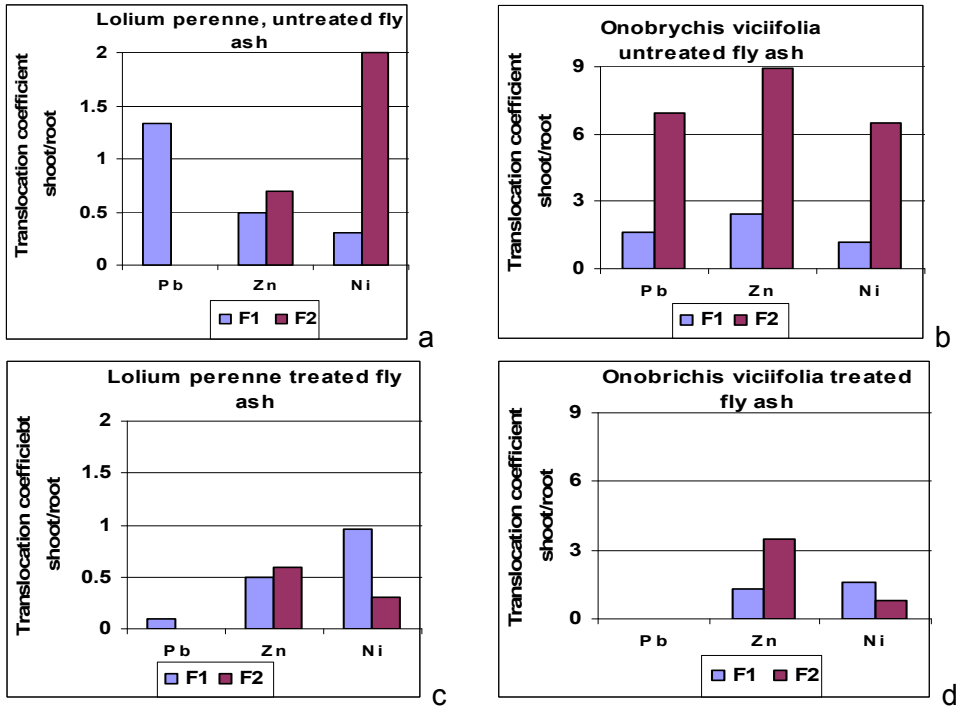 Lolium perenne, untreated fly
ash
Translocation coefficient
shoot/root
2
1.5
1
0.5
0
Pb Zn Ni
F1 F2
a
Onobrychis viciifolia
untreated fly ash
Translocation coefficient
shoot/root
9
6
3
0
Pb Zn Ni
F1 F2
b
Lolium perenne treated fly
ash
Translocation coefficiebt
shoot/root
2
1.5
1
0.5
0
Pb Zn Ni
F1 F2
c
Onobrichis viciifolia treated
fly ash
Translocation coefficient
shoot/root
9
6
3
0
Pb Zn Ni
F1 F2
d